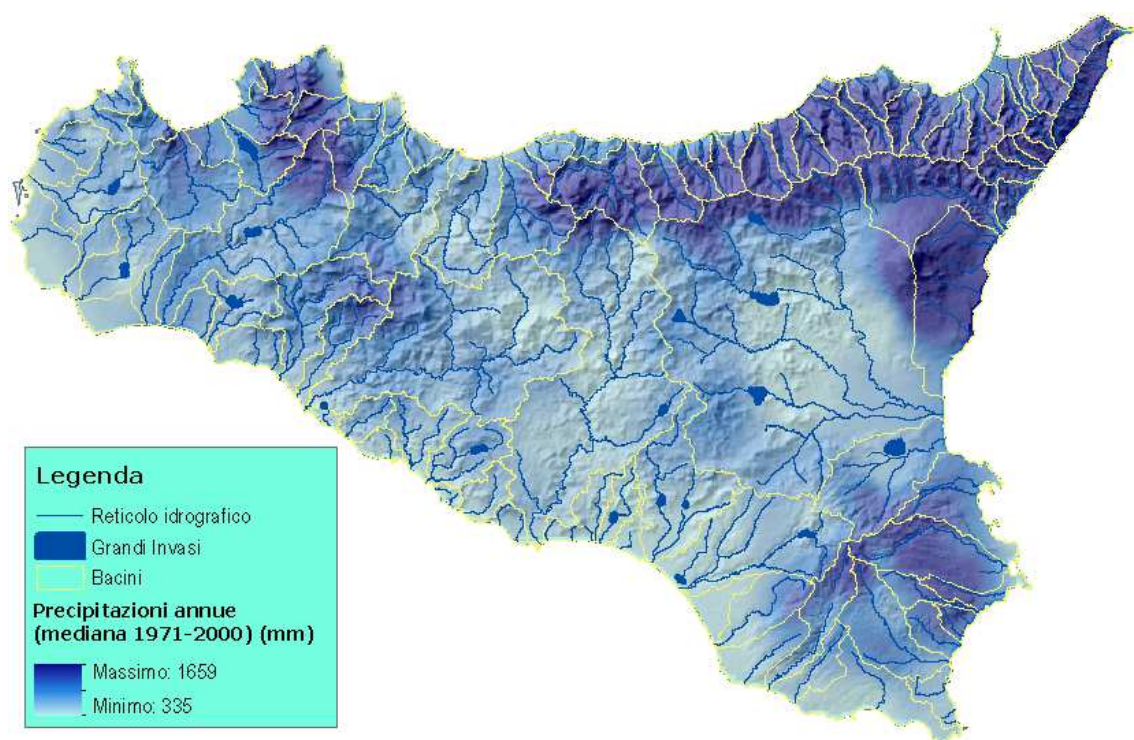 Legenda
Reticolo idrografico
Grandi Invasi
Bacini
Precipitazioni annue
(mediana 1971-2000) (mm)
Massimo: 1659
Minimo: 335